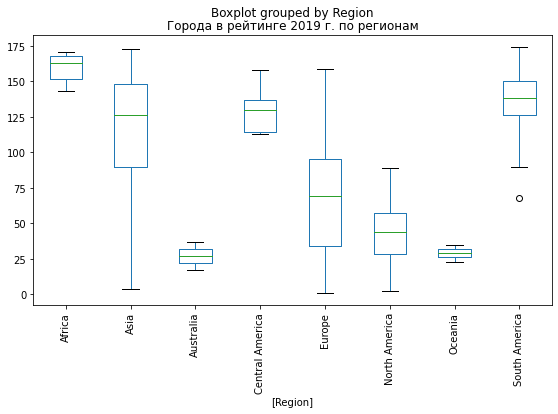 Boxplot grouped by Region
Города в рейтинге 2019 г. по регионам
175
150
125
100
75
50
25
0
Africa
Asia
Australia
Central America
Europe
North America
Oceania
South America
[Region]